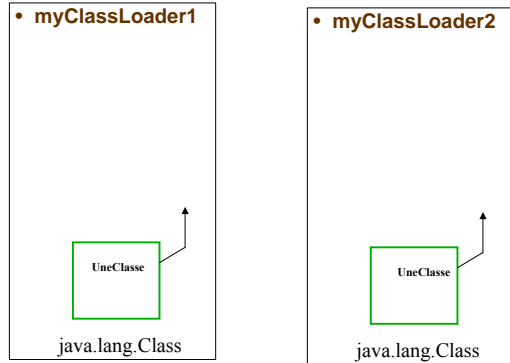 • myClassLoader1
UneClasse
java.lang.Class
• myClassLoader2
UneClasse
java.lang.Class